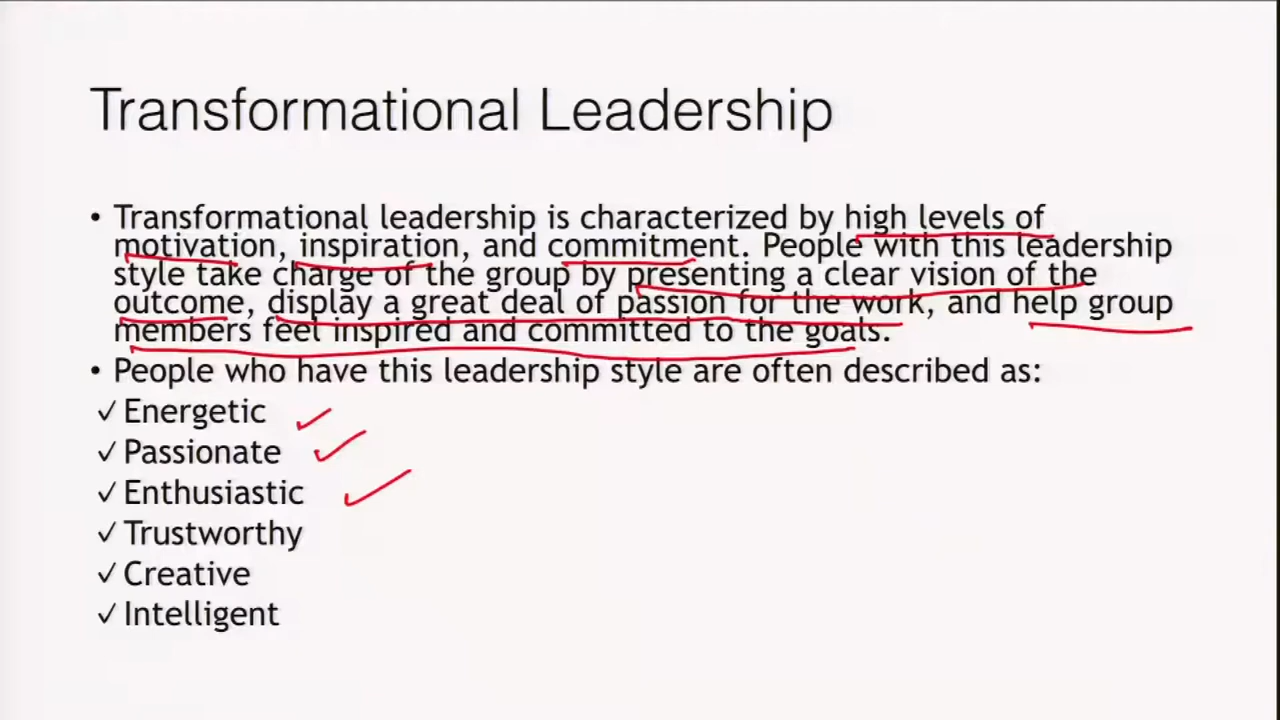 Transformational Leadership
• Transformational leadership is characterized by high levels of
motivation, inspiration, and commitment. People with this leadership
style take charge of the group by presenting a clear vision of the
outcome, display a great deal of passion for the work, and help group
members feel inspired and committed to the goals.
• People who have this leadership style are often described as:
✓ Energetic
✓ Passionate
✓ Enthusiastic
✓ Trustworthy
✓ Creative
✓ Intelligent